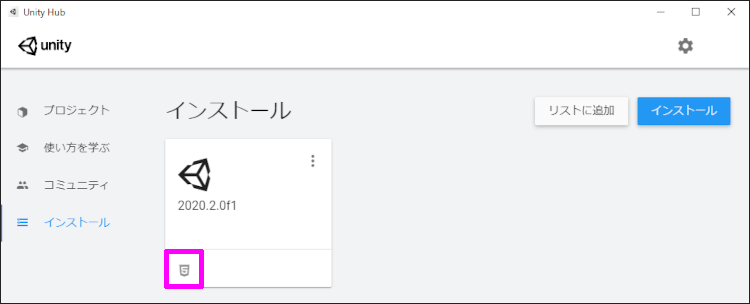 Unity Hub
unity
プロジェクト
使い方を学ぶ
コミュニティ
インストール
インストール
リストに追加
インストール
2020.2.0f1